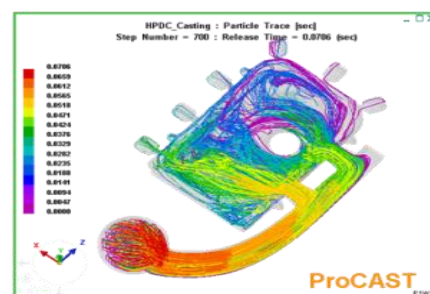 HPDC_Casting : Particle Trace [sec]
Step Number = 700 : Release Time = 0.0706 (sec)
0.0706
0.0659
0.0612
0.0565
0.0518
0.0471
0.0424
0.0376
0.0329
0.0282
0.0235
0.0188
0.0141
0.0094
0.0047
0.0000
X
Y
Z
ProCAST